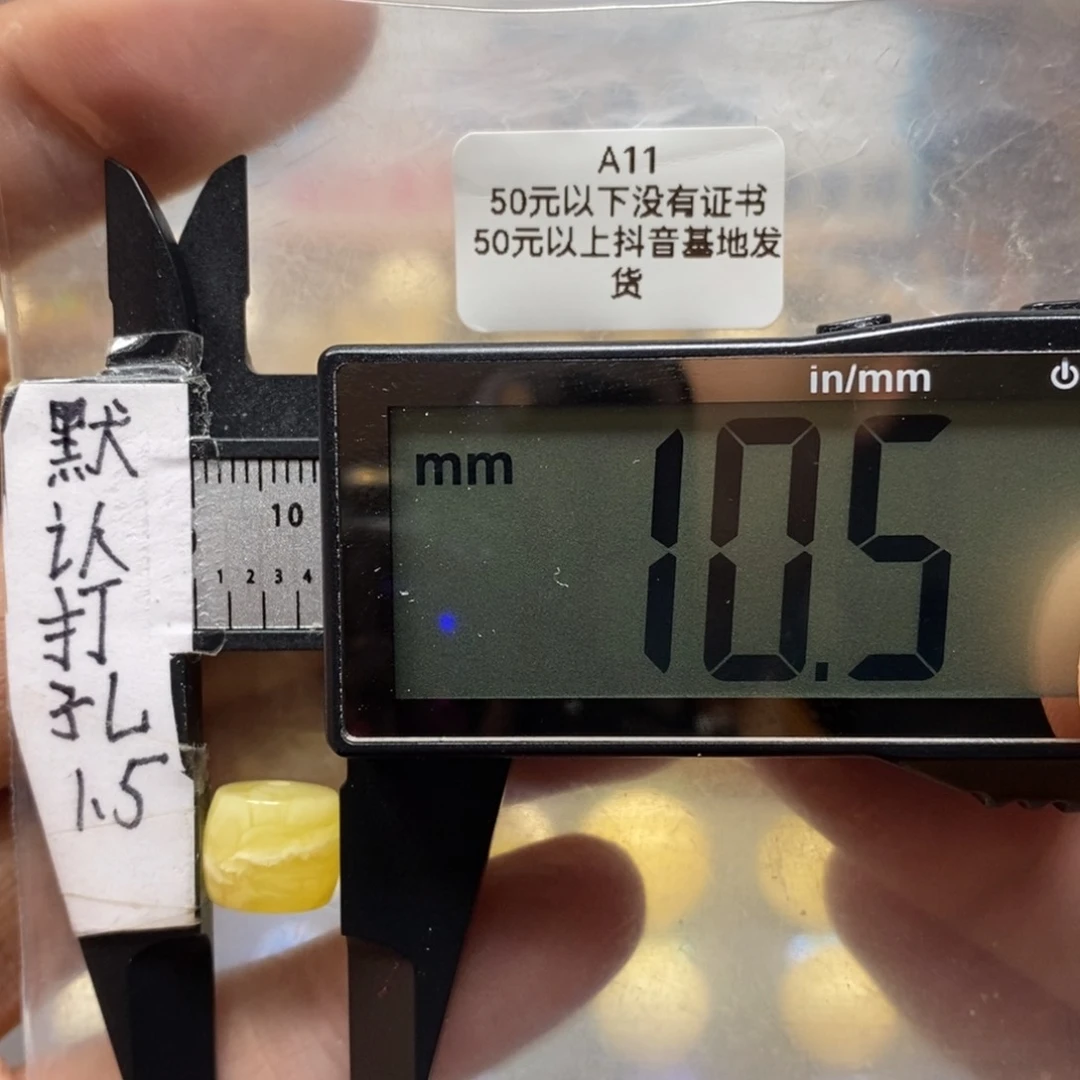 A11
50元以下没有证书
50元以上抖音基地发
货
in/mm
mm
10.5
10
1 2 3 4
默
认
打
孔
1.5